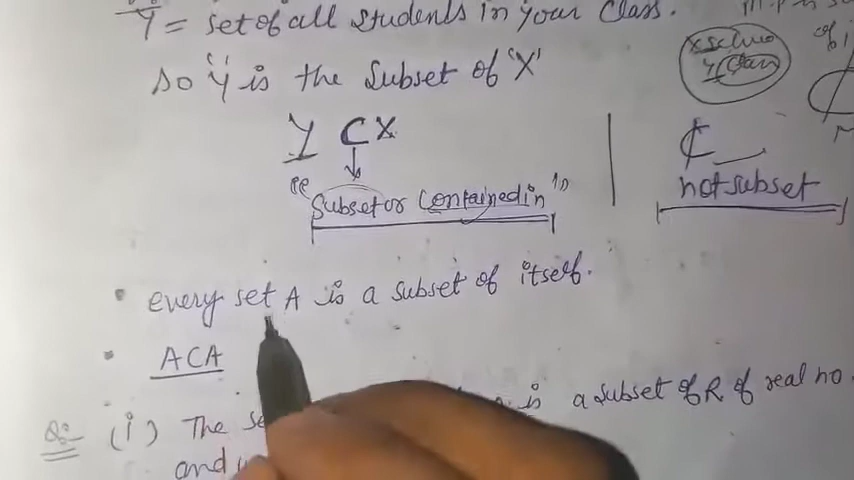 Y = set of all students in your class.
So 'Y' is the Subset of 'X'
Y ⊂ X
⊄
"Subset or Contained in"
not subset
• every set A is a subset of itself.
• A⊂A
Q:- (i) The is a subset of R of real no.
and